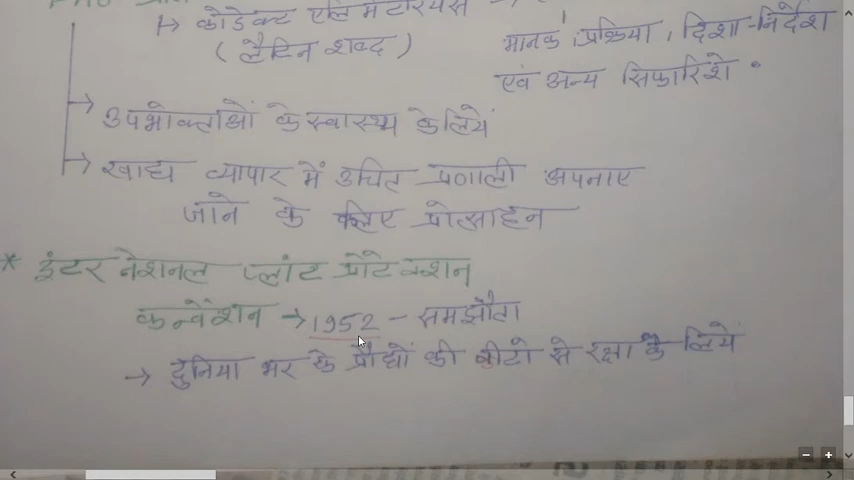 कोडेक्ट एलिमेंटारियस
(लैटिन शब्द)
मानक, प्रक्रिया, दिशा-निर्देश
एवं अन्य सिफारिशे
उपभोक्ताओं के स्वास्थ्य के लियें
खाद्य व्यापार में उचित प्रणाली अपनाए
जाने के लिए प्रोत्साहन
* इंटर नेशनल प्लांट प्रोटेक्शन
कन्वेंशन → 1952 - समझौता
→ दुनिया भर के पौधों की कीटो से रक्षा के लियें